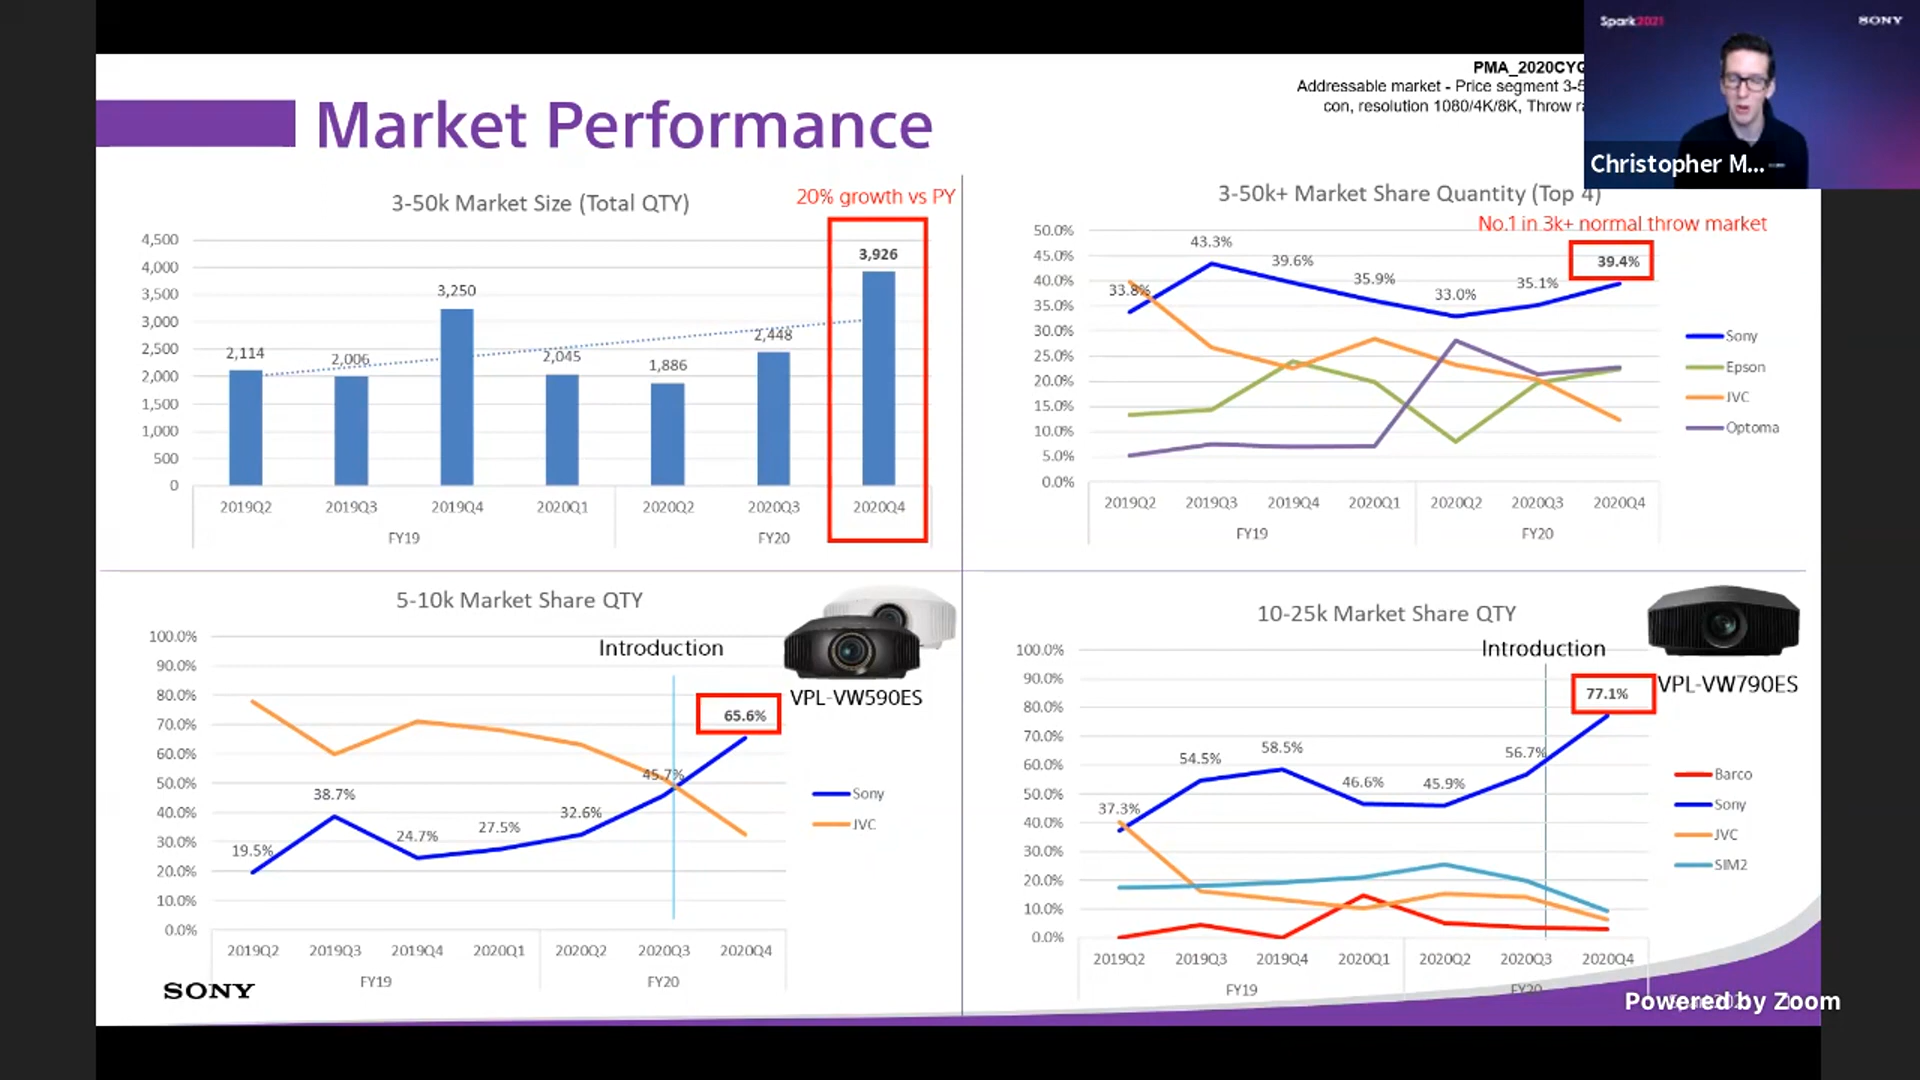 Spark2021
SONY
Christopher M...
PMA_2020CYQ
Addressable market - Price segment 3-5
con, resolution 1080/4K/8K, Throw ra
Market Performance
3-50k Market Size (Total QTY)
20% growth vs PY
4,500
4,000
3,500
3,000
2,500
2,000
1,500
1,000
500
0
2,114
2,006
3,250
2,045
1,886
2,448
3,926
2019Q2 2019Q3 2019Q4 2020Q1 2020Q2 2020Q3 2020Q4
FY19 FY20
3-50k+ Market Share Quantity (Top 4)
No.1 in 3k+ normal throw market
50.0%
45.0%
40.0%
35.0%
30.0%
25.0%
20.0%
15.0%
10.0%
5.0%
0.0%
33.8%
43.3%
39.6%
35.9%
33.0%
35.1%
39.4%
Sony
Epson
JVC
Optoma
2019Q2 2019Q3 2019Q4 2020Q1 2020Q2 2020Q3 2020Q4
FY19 FY20
5-10k Market Share QTY
Introduction
VPL-VW590ES
100.0%
90.0%
80.0%
70.0%
60.0%
50.0%
40.0%
30.0%
20.0%
10.0%
0.0%
19.5%
38.7%
24.7%
27.5%
32.6%
45.7%
65.6%
Sony
JVC
2019Q2 2019Q3 2019Q4 2020Q1 2020Q2 2020Q3 2020Q4
FY19 FY20
SONY
10-25k Market Share QTY
Introduction
VPL-VW790ES
100.0%
90.0%
80.0%
70.0%
60.0%
50.0%
40.0%
30.0%
20.0%
10.0%
0.0%
37.3%
54.5%
58.5%
46.6%
45.9%
56.7%
77.1%
Barco
Sony
JVC
SIM2
2019Q2 2019Q3 2019Q4 2020Q1 2020Q2 2020Q3 2020Q4
FY19 FY20
Powered by Zoom